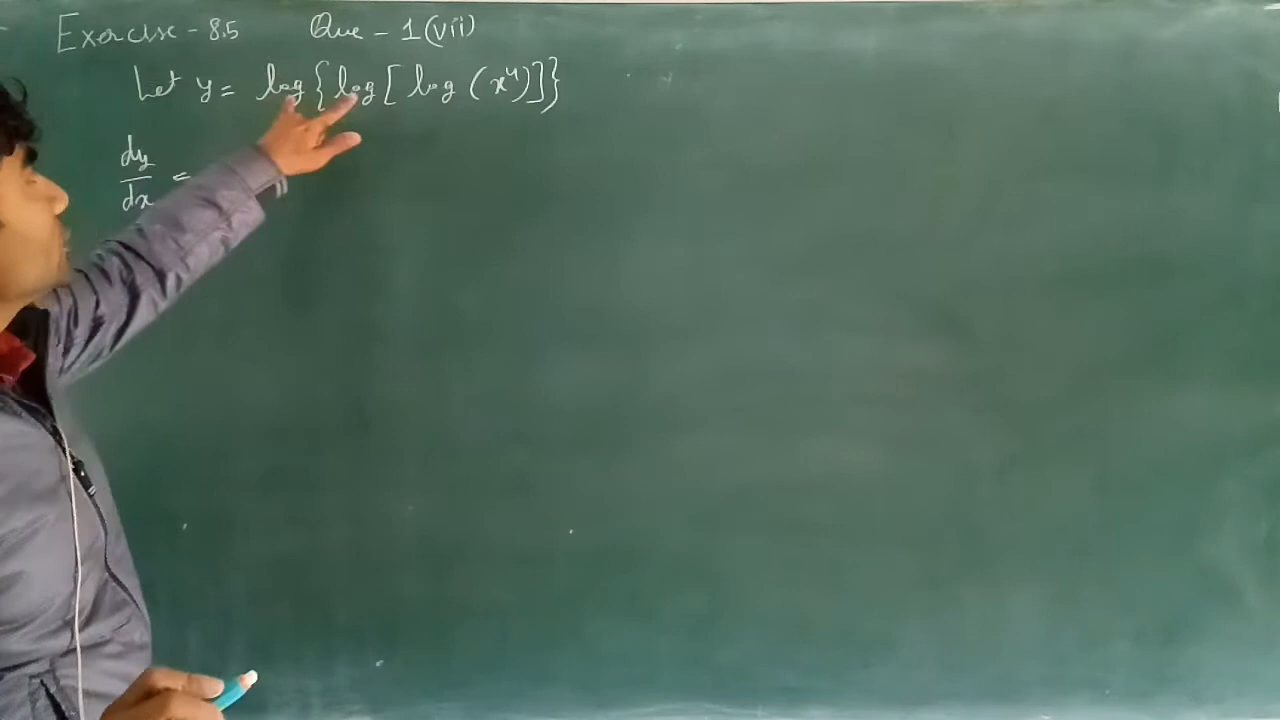 Exercise - 8.5 Que - 1(vii)
Let y = log{log[log(x⁴)]}
dy/dx =